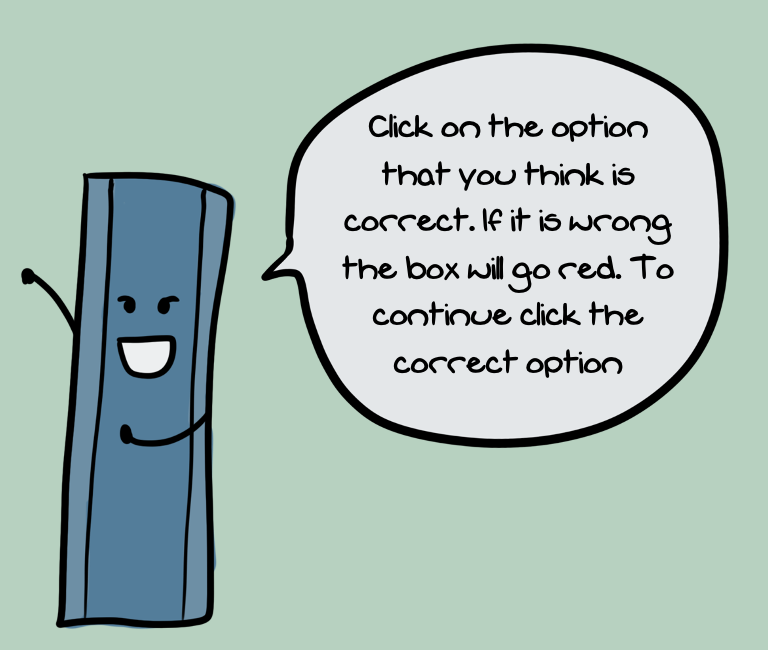 Click on the option
that you think is
correct. If it is wrong
the box will go red. To
continue click the
correct option